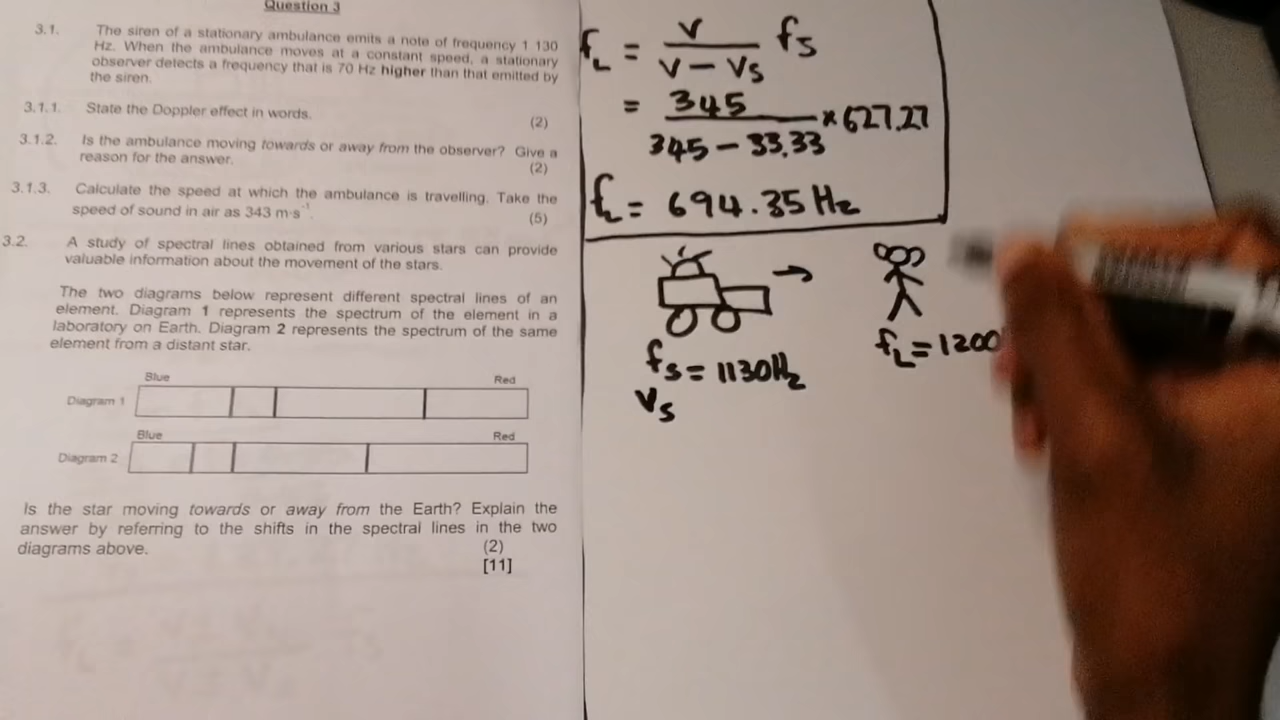 Question 3
3.1. The siren of a stationary ambulance emits a note of frequency 1 130
Hz. When the ambulance moves at a constant speed, a stationary
observer detects a frequency that is 70 Hz higher than that emitted by
the siren.
3.1.1. State the Doppler effect in words.
(2)
3.1.2. Is the ambulance moving towards or away from the observer? Give a
reason for the answer.
(2)
3.1.3. Calculate the speed at which the ambulance is travelling. Take the
speed of sound in air as 343 m·s⁻¹.
(5)
3.2. A study of spectral lines obtained from various stars can provide
valuable information about the movement of the stars.
The two diagrams below represent different spectral lines of an
element. Diagram 1 represents the spectrum of the element in a
laboratory on Earth. Diagram 2 represents the spectrum of the same
element from a distant star.
Blue Red
Diagram 1
Blue Red
Diagram 2
Is the star moving towards or away from the Earth? Explain the
answer by referring to the shifts in the spectral lines in the two
diagrams above.
(2)
[11]
f_L = V / (V - V_S) f_S
= 345 / (345 - 33.33) × 627.27
f_L = 694.35 Hz
f_S = 1130Hz
V_S
f_L = 1200